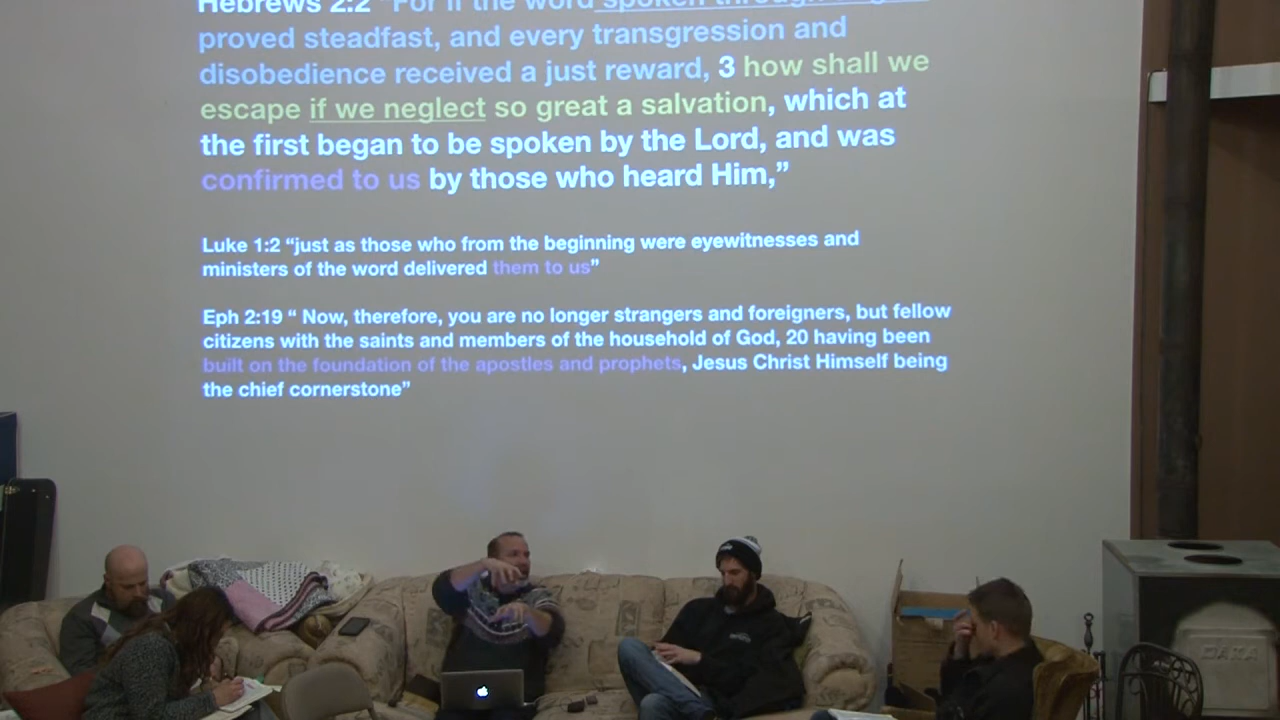 Hebrews 2:2 “For if the word spoken through
proved steadfast, and every transgression and
disobedience received a just reward, 3 how shall we
escape if we neglect so great a salvation, which at
the first began to be spoken by the Lord, and was
confirmed to us by those who heard Him,”
Luke 1:2 “just as those who from the beginning were eyewitnesses and
ministers of the word delivered them to us”
Eph 2:19 “ Now, therefore, you are no longer strangers and foreigners, but fellow
citizens with the saints and members of the household of God, 20 having been
built on the foundation of the apostles and prophets, Jesus Christ Himself being
the chief cornerstone”